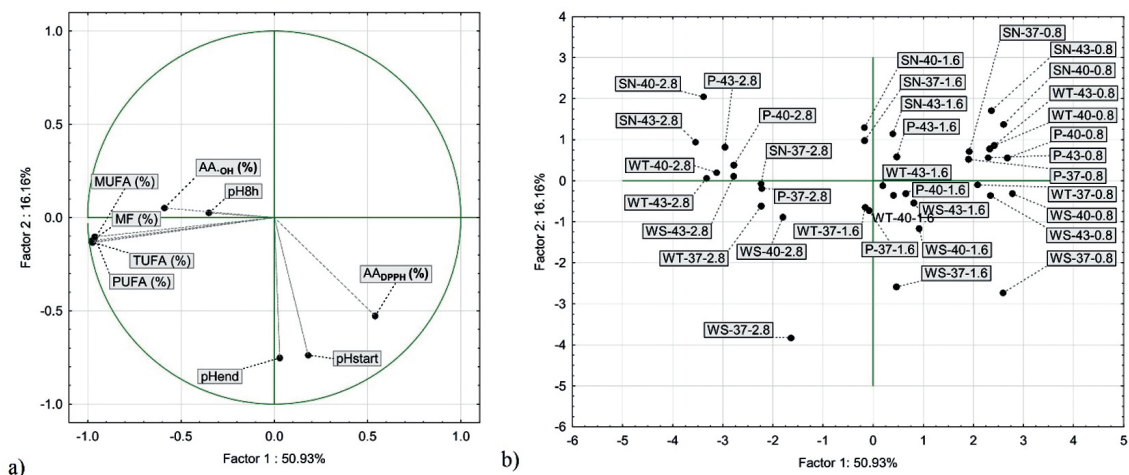 1.0
0.5
0.0
-0.5
-1.0
Factor 2 : 16.16%
MUFA (%)
AA·OH (%)
pH8h
MF (%)
TUFA (%)
PUFA (%)
AADPPH (%)
pHend
pHstart
-1.0 -0.5 0.0 0.5 1.0
Factor 1 : 50.93%
a)
4
3
2
1
0
-1
-2
-3
-4
-5
-6
Factor 2: 16.16%
SN-37-0.8
SN-40-1.6
SN-43-0.8
SN-40-2.8
P-43-2.8
SN-37-1.6
SN-40-0.8
SN-43-1.6
WT-43-0.8
SN-43-2.8
P-40-2.8
P-43-1.6
WT-40-0.8
SN-37-2.8
P-40-0.8
WT-40-2.8
WT-43-1.6
P-43-0.8
P-37-0.8
WT-43-2.8
P-37-2.8
P-40-1.6
WT-37-0.8
WS-43-2.8
WT-40-1.6
WS-43-1.6
WS-40-0.8
WT-37-1.6
WS-43-0.8
WT-37-2.8
WS-40-2.8
P-37-1.6
WS-40-1.6
WS-37-0.8
WS-37-1.6
WS-37-2.8
-6 -5 -4 -3 -2 -1 0 1 2 3 4 5
Factor 1: 50.93%
b)